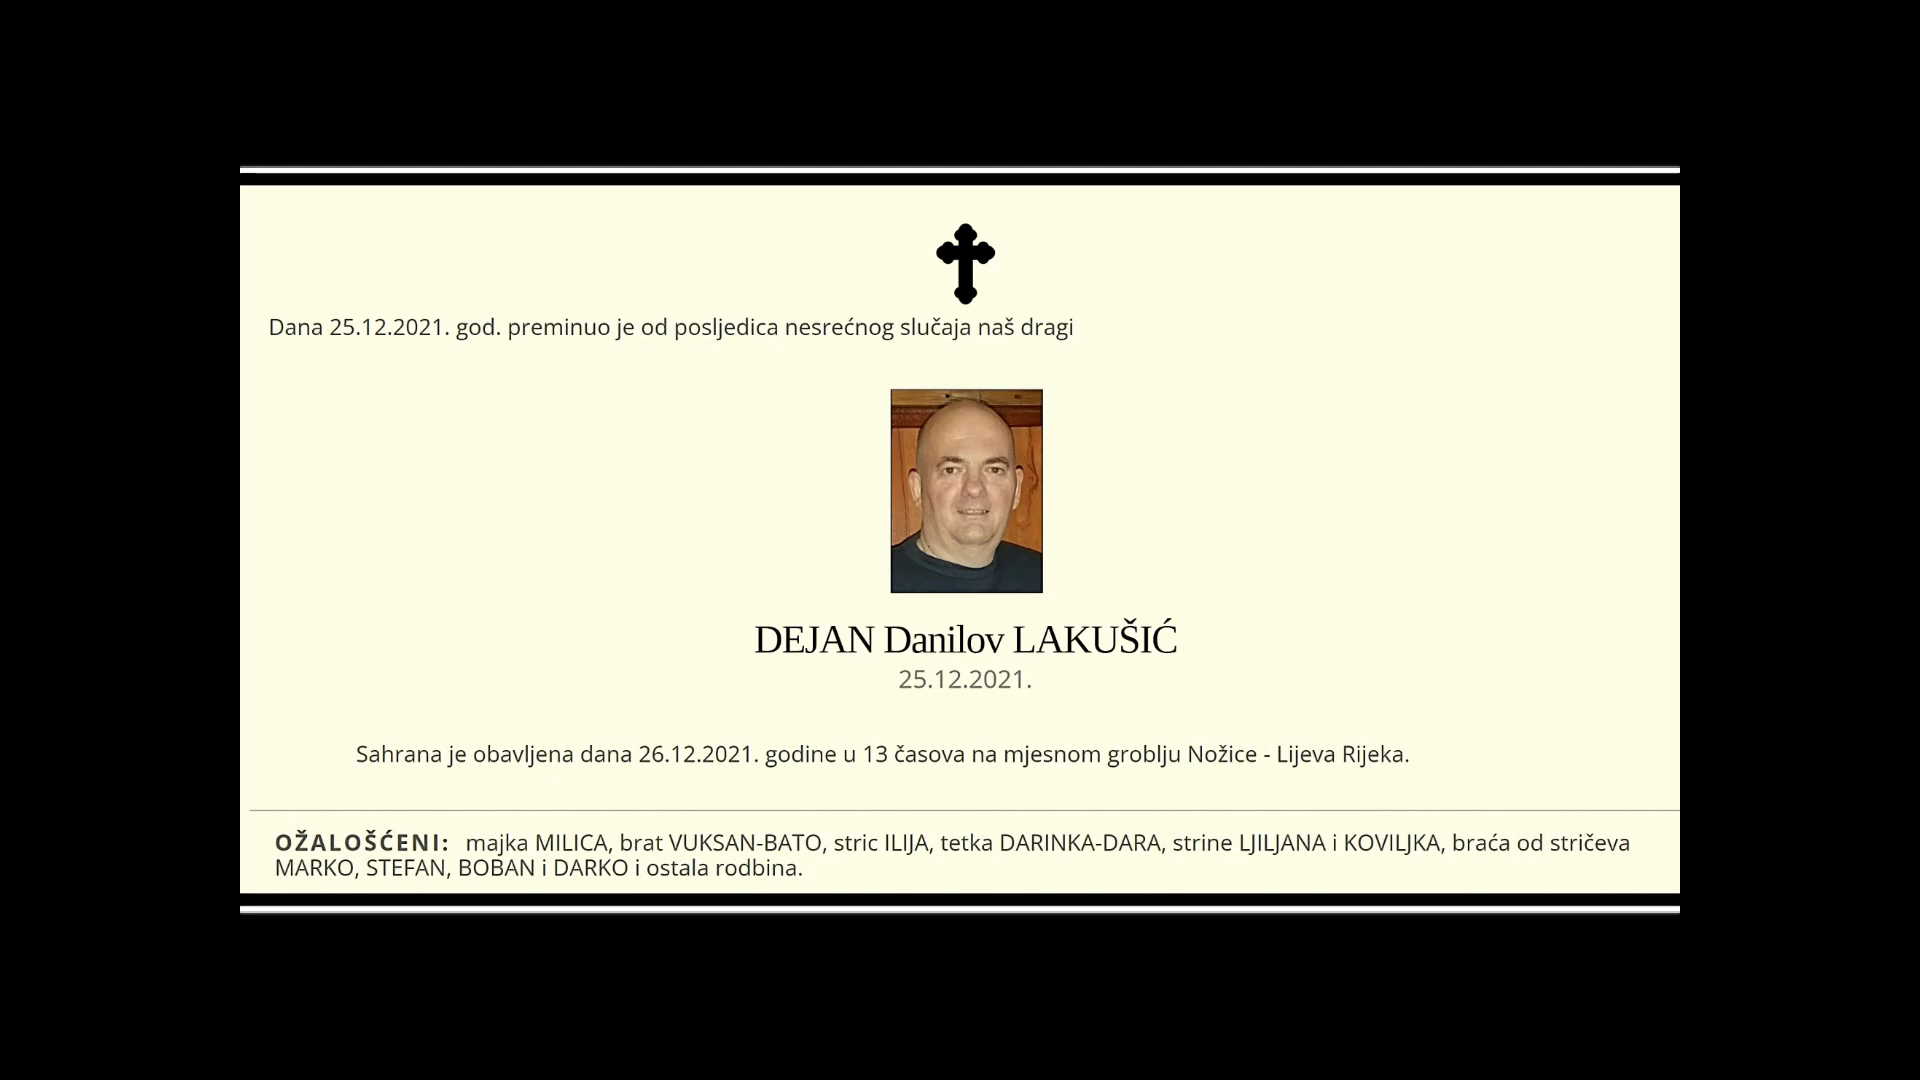 Dana 25.12.2021. god. preminuo je od posljedica nesrećnog slučaja naš dragi
DEJAN Danilov LAKUŠIĆ
25.12.2021.
Sahrana je obavljena dana 26.12.2021. godine u 13 časova na mjesnom groblju Nožice - Lijeva Rijeka.
OŽALOŠĆENI: majka MILICA, brat VUKSAN-BATO, stric ILIJA, tetka DARINKA-DARA, strine LJILJANA i KOVILJKA, braća od stričeva
MARKO, STEFAN, BOBAN i DARKO i ostala rodbina.